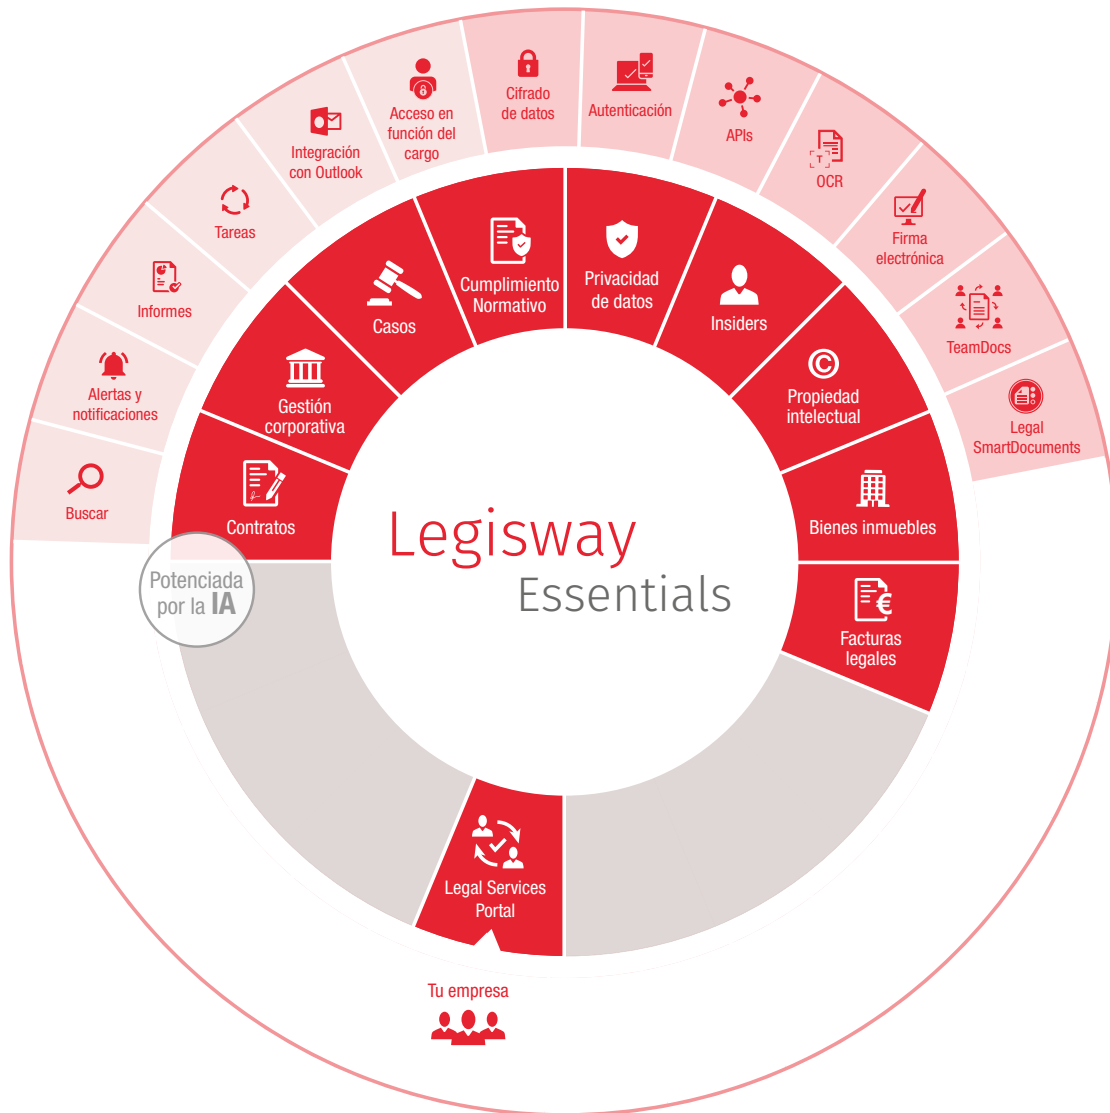 Cifrado
de datos
Autenticación
APIs
OCR
Firma
electrónica
TeamDocs
Legal
SmartDocuments
Acceso en
función del
cargo
Integración
con Outlook
Tareas
Informes
Alertas y
notificaciones
Buscar
Contratos
Gestión
corporativa
Casos
Cumplimiento
Normativo
Privacidad
de datos
Insiders
Propiedad
intelectual
Bienes inmuebles
Facturas
legales
Legisway
Essentials
Potenciada
por la IA
Legal Services
Portal
Tu empresa